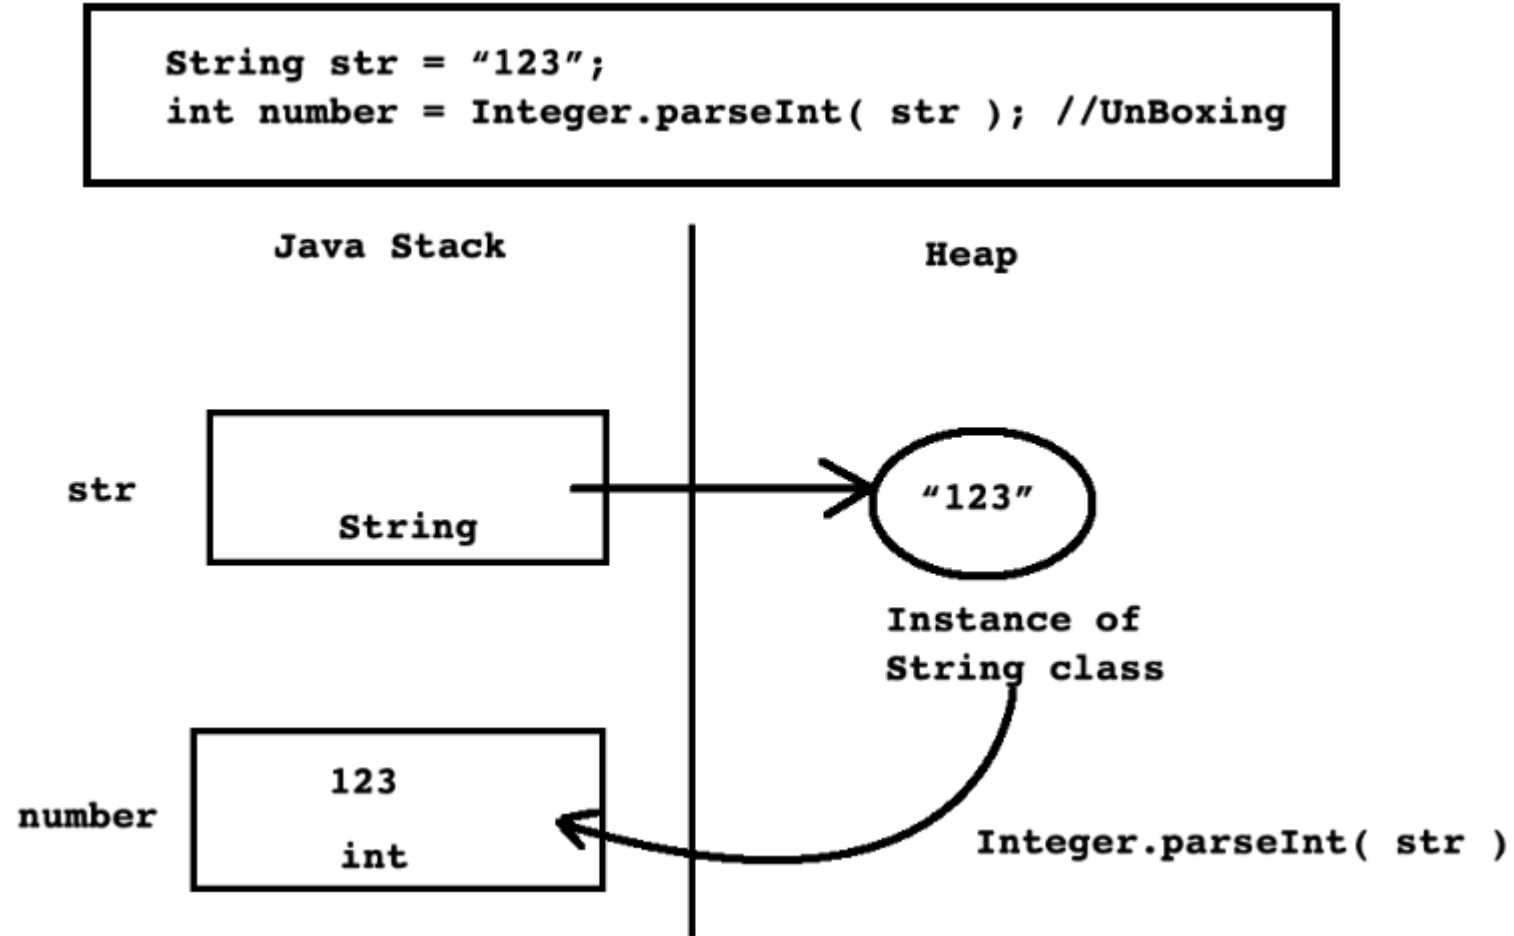 String str = “123”;
int number = Integer.parseInt( str ); //UnBoxing
Java Stack
Heap
str
String
“123”
Instance of
String class
number
123
int
Integer.parseInt( str )